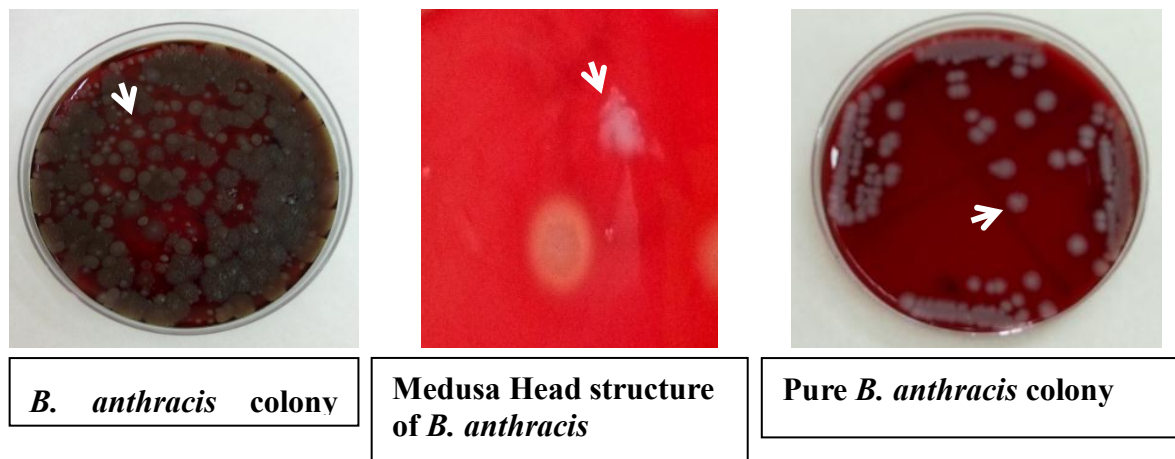 B. anthracis colony
Medusa Head structure
of B. anthracis
Pure B. anthracis colony